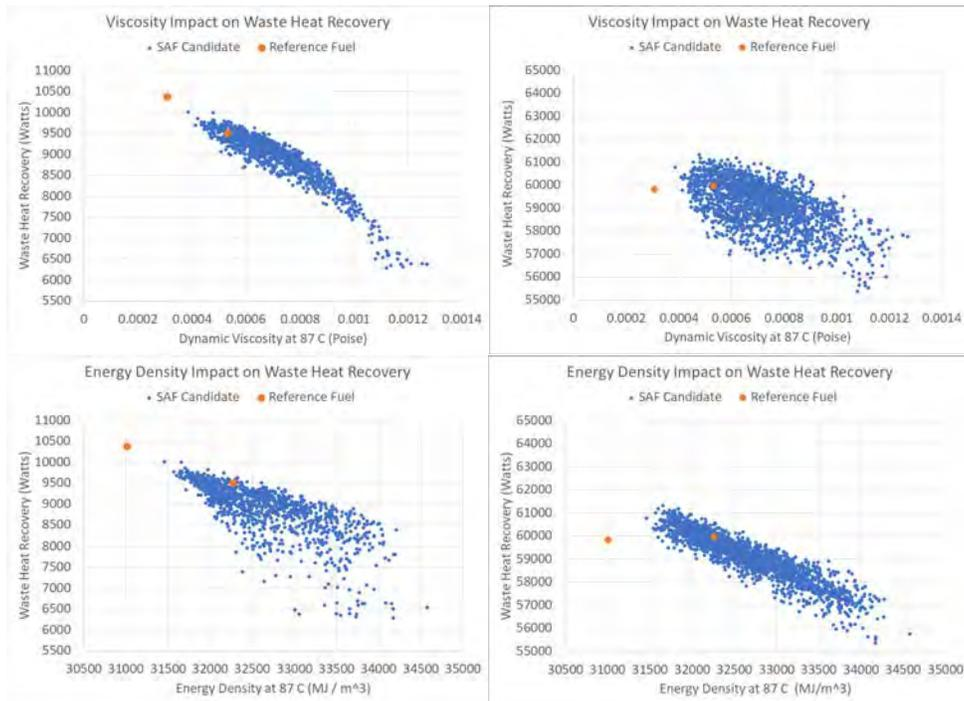 Viscosity Impact on Waste Heat Recovery
SAF Candidate Reference Fuel
Waste Heat Recovery (Watts)
11000
10500
10000
9500
9000
8500
8000
7500
7000
6500
6000
5500
0 0.0002 0.0004 0.0006 0.0008 0.001 0.0012 0.0014
Dynamic Viscosity at 87 C (Poise)
Viscosity Impact on Waste Heat Recovery
SAF Candidate Reference Fuel
Waste Heat Recovery (Watts)
65000
64000
63000
62000
61000
60000
59000
58000
57000
56000
55000
0 0.0002 0.0004 0.0006 0.0008 0.001 0.0012 0.0014
Dynamic Viscosity at 87 C (Poise)
Energy Density Impact on Waste Heat Recovery
SAF Candidate Reference Fuel
Waste Heat Recovery (Watts)
11000
10500
10000
9500
9000
8500
8000
7500
7000
6500
6000
5500
30500 31000 31500 32000 32500 33000 33500 34000 34500 35000
Energy Density at 87 C (MJ / m^3)
Energy Density Impact on Waste Heat Recovery
SAF Candidate Reference Fuel
Waste Heat Recovery (Watts)
65000
64000
63000
62000
61000
60000
59000
58000
57000
56000
55000
30500 31000 31500 32000 32500 33000 33500 34000 34500 35000
Energy Density at 87 C (MJ/m^3)